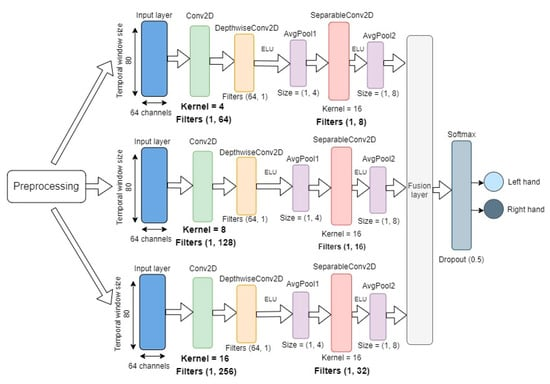 Preprocessing
Input layer
Conv2D
DepthwiseConv2D
ELU
AvgPool1
SeparableConv2D
ELU
AvgPool2
Temporal window size
80
64 channels
Kernel = 4
Filters (1, 64)
Filters (64, 1)
Size = (1, 4)
Kernel = 16
Filters (1, 8)
Size = (1, 8)
Input layer
Conv2D
DepthwiseConv2D
ELU
AvgPool1
SeparableConv2D
ELU
AvgPool2
Temporal window size
80
64 channels
Kernel = 8
Filters (1, 128)
Filters (64, 1)
Size = (1, 4)
Kernel = 16
Filters (1, 16)
Size = (1, 8)
Input layer
Conv2D
DepthwiseConv2D
ELU
AvgPool1
SeparableConv2D
ELU
AvgPool2
Temporal window size
80
64 channels
Kernel = 16
Filters (1, 256)
Filters (64, 1)
Size = (1, 4)
Kernel = 16
Filters (1, 32)
Size = (1, 8)
Fusion
layer
Softmax
Dropout (0.5)
Left hand
Right hand